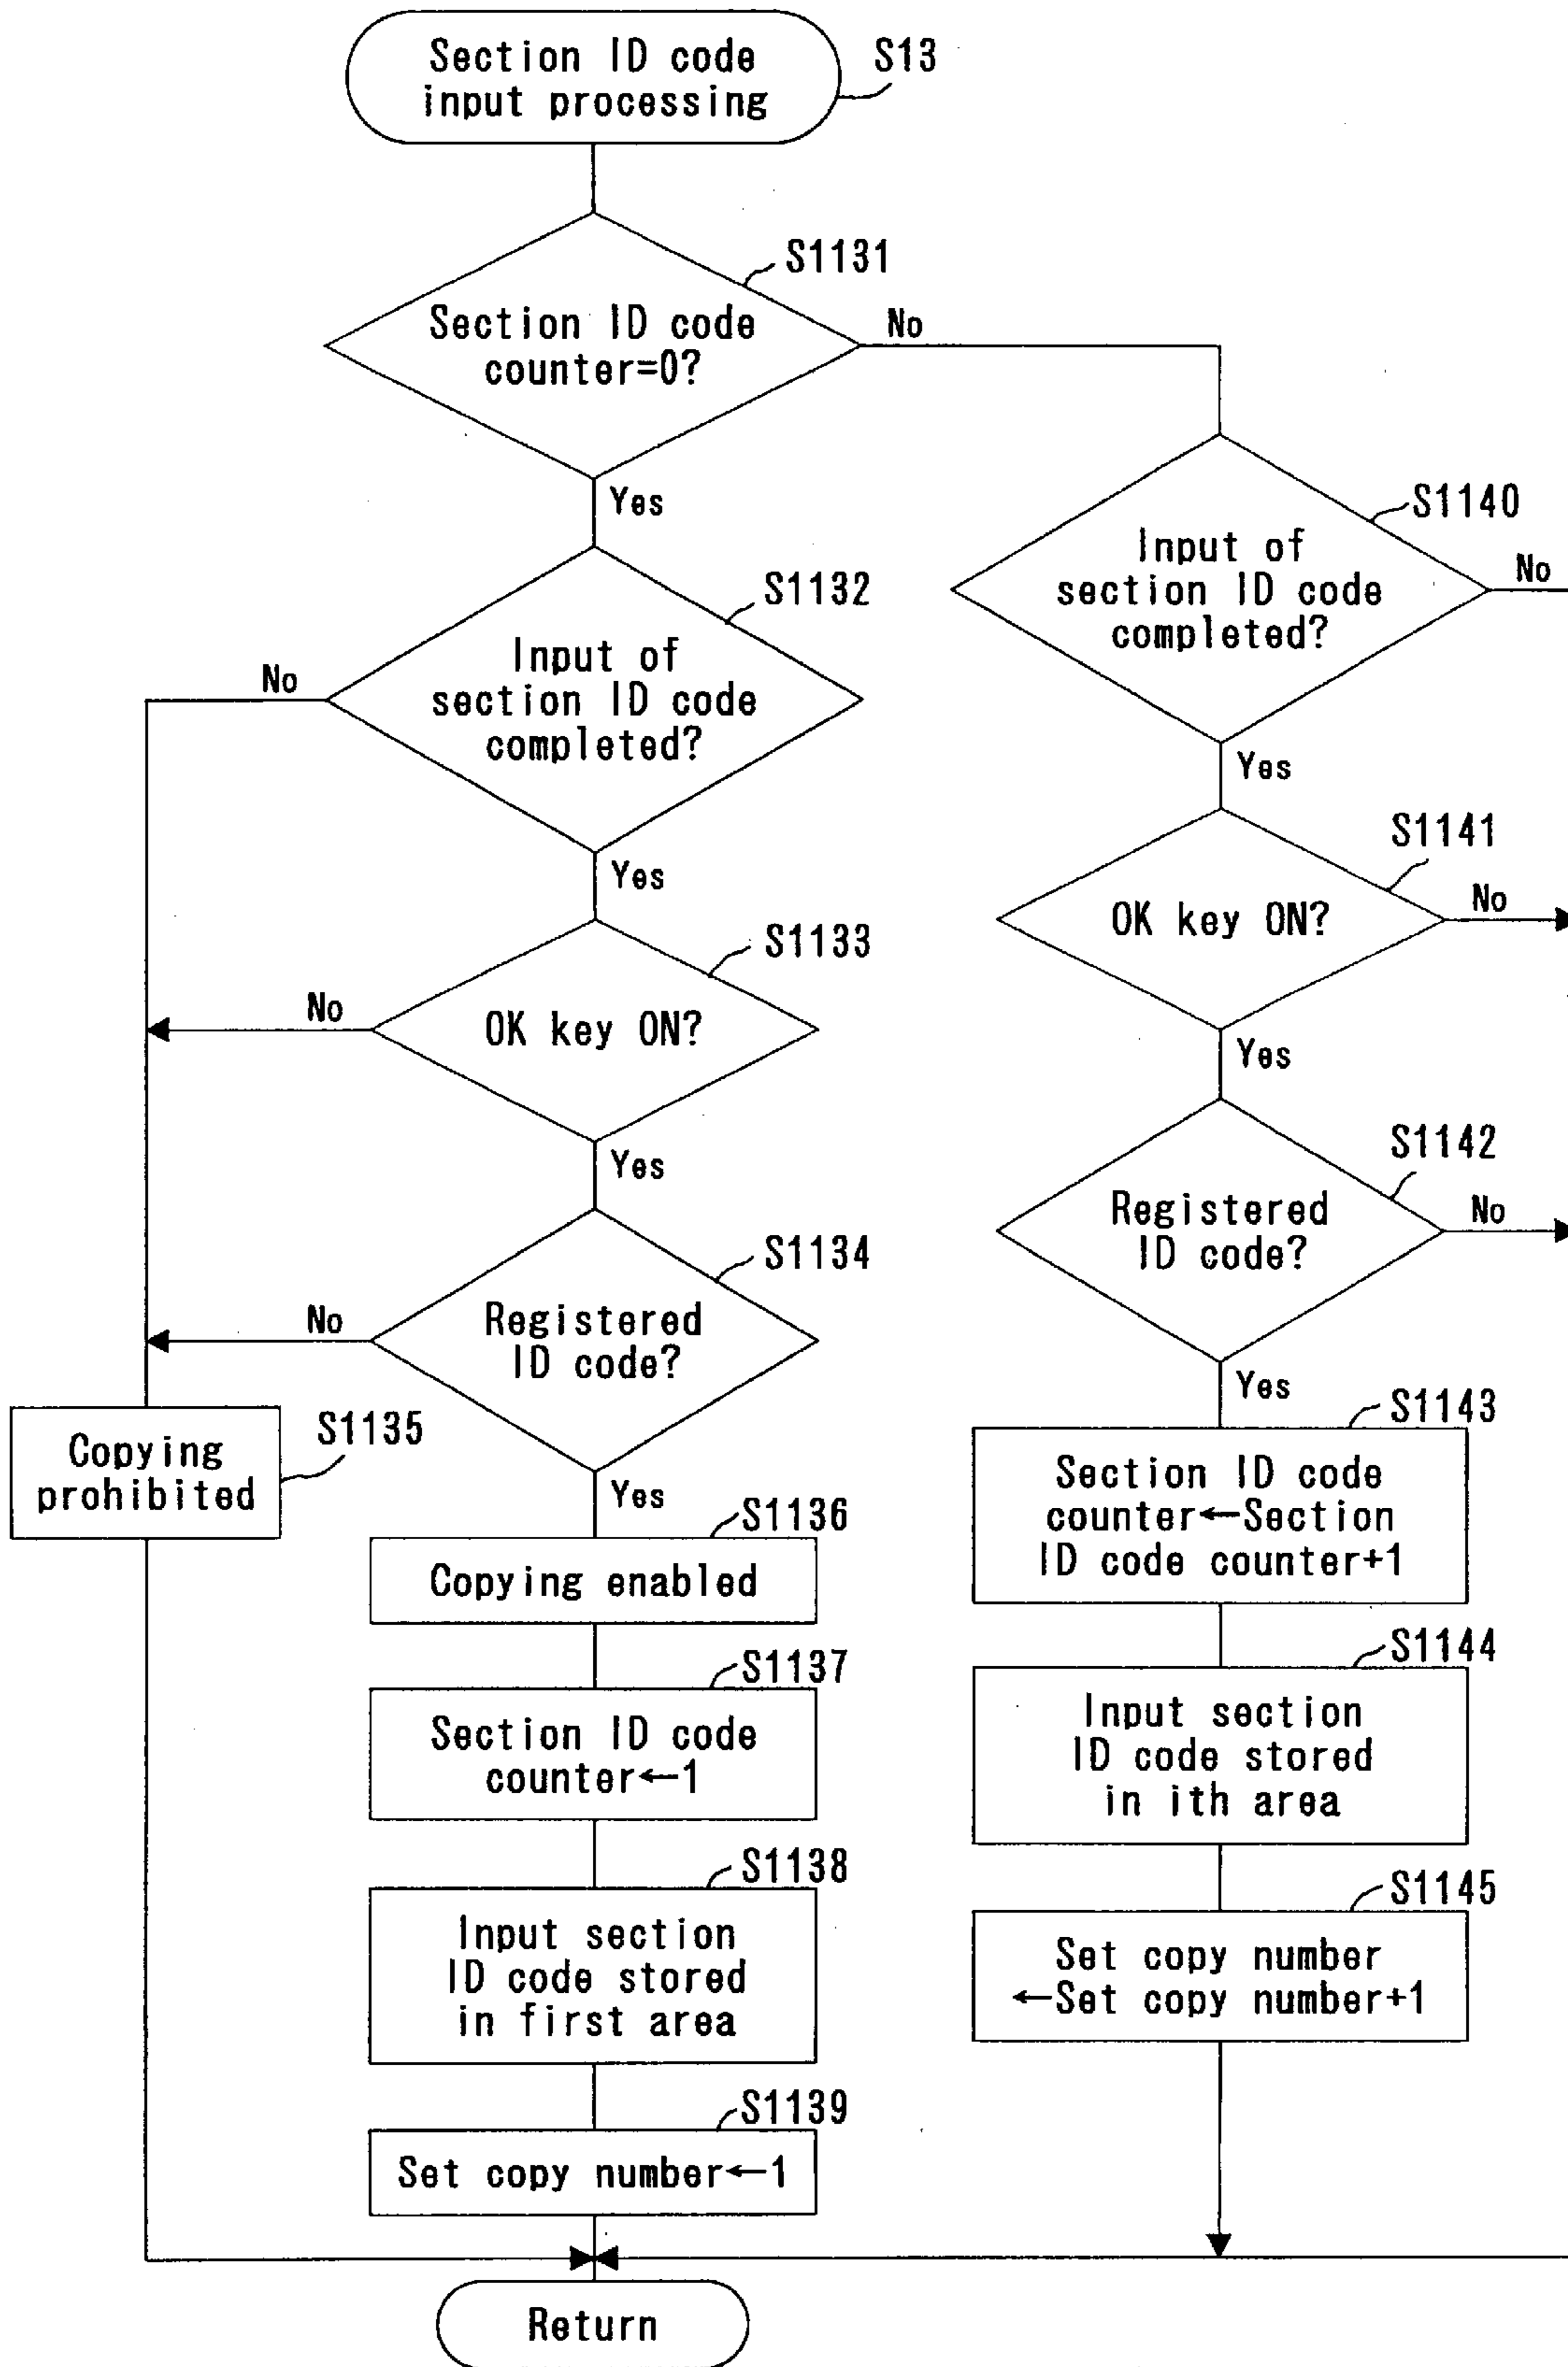 Section ID code
input processing
S13
S1131
Section ID code
counter=0?
No
Yes
S1132
Input of
section ID code
completed?
No
Yes
S1133
OK key ON?
No
Yes
S1134
Registered
ID code?
No
Yes
S1135
Copying
prohibited
S1136
Copying enabled
S1137
Section ID code
counter←1
S1138
Input section
ID code stored
in first area
S1139
Set copy number←1
S1140
Input of
section ID code
completed?
No
Yes
S1141
OK key ON?
No
Yes
S1142
Registered
ID code?
No
Yes
S1143
Section ID code
counter←Section
ID code counter+1
S1144
Input section
ID code stored
in ith area
S1145
Set copy number
←Set copy number+1
Return